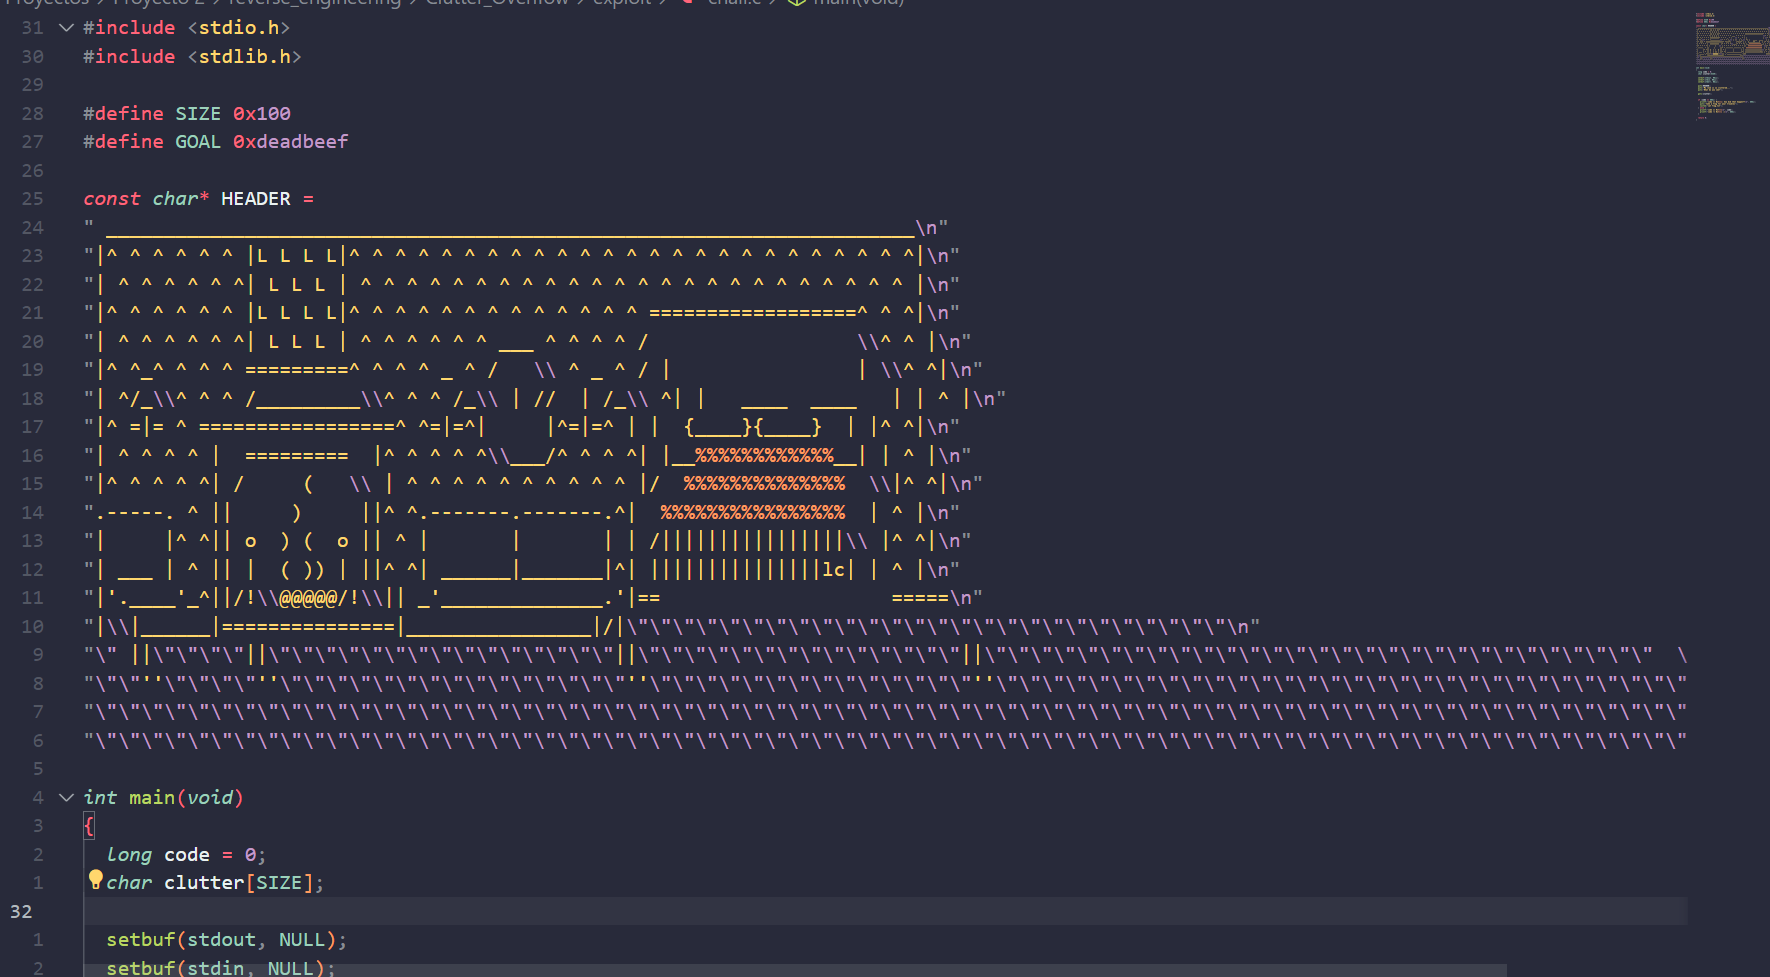 Proyectos > Proyecto 2 > reverse_engineering > Clutter_Overflow > exploit > chall.c > main(void)
31 #include <stdio.h>
30 #include <stdlib.h>
29
28 #define SIZE 0x100
27 #define GOAL 0xdeadbeef
26
25 const char* HEADER =
24 " ______________________________________________________________________\n"
23 "|^ ^ ^ ^ ^ ^ |L L L L|^ ^ ^ ^ ^ ^ ^ ^ ^ ^ ^ ^ ^ ^ ^ ^ ^ ^ ^ ^ ^ ^ ^ ^ ^|\n"
22 "| ^ ^ ^ ^ ^ ^| L L L | ^ ^ ^ ^ ^ ^ ^ ^ ^ ^ ^ ^ ^ ^ ^ ^ ^ ^ ^ ^ ^ ^ ^ ^ |\n"
21 "|^ ^ ^ ^ ^ ^ |L L L L|^ ^ ^ ^ ^ ^ ^ ^ ^ ^ ^ ^ ^ ==================^ ^ ^|\n"
20 "| ^ ^ ^ ^ ^ ^| L L L | ^ ^ ^ ^ ^ ^ ___ ^ ^ ^ ^ /                  \\^ ^ |\n"
19 "|^ ^_^ ^ ^ ^ =========^ ^ ^ ^ _ ^ /   \\ ^ _ ^ / |                | \\^ ^|\n"
18 "| ^/_\\^ ^ ^ /_________\\^ ^ ^ /_\\ | //  | /_\\ ^| |   ____  ____   | | ^ |\n"
17 "|^ =|= ^ =================^ ^=|=^|     |^=|=^ | |  {____}{____}  | |^ ^|\n"
16 "| ^ ^ ^ ^ |  =========  |^ ^ ^ ^ ^\\___/^ ^ ^ ^| |__%%%%%%%%%%%%__| | ^ |\n"
15 "|^ ^ ^ ^ ^| /     (   \\ | ^ ^ ^ ^ ^ ^ ^ ^ ^ ^ |/  %%%%%%%%%%%%%%  \\|^ ^|\n"
14 ".-----. ^ ||     )     ||^ ^.-------.-------.^|  %%%%%%%%%%%%%%%%  | ^ |\n"
13 "|     |^ ^|| o  ) (  o || ^ |       |       | | /||||||||||||||||\\ |^ ^|\n"
12 "| ___ | ^ || |  ( )) | ||^ ^| ______|_______|^| |||||||||||||||lc| | ^ |\n"
11 "|'.____'_^||/!\\@@@@@/!\\|| _'______________.'|==                    =====\n"
10 "|\\|______|===============|________________|/|\"\"\"\"\"\"\"\"\"\"\"\"\"\"\"\"\"\"\"\"\"\"\"\"\"\"\n"
9 "\" ||\"\"\"\"||\"\"\"\"\"\"\"\"\"\"\"\"\"\"\"||\"\"\"\"\"\"\"\"\"\"\"\"\"\"||\"\"\"\"\"\"\"\"\"\"\"\"\"\"\"\"\"\"\"\"\"\"\"\"\"\"\"\"\"  \
8 "\"\"''\"\"\"\"''\"\"\"\"\"\"\"\"\"\"\"\"\"\"\"''\"\"\"\"\"\"\"\"\"\"\"\"\"\"''\"\"\"\"\"\"\"\"\"\"\"\"\"\"\"\"\"\"\"\"\"\"\"\"\"\"\"\"\"\"
7 "\"\"\"\"\"\"\"\"\"\"\"\"\"\"\"\"\"\"\"\"\"\"\"\"\"\"\"\"\"\"\"\"\"\"\"\"\"\"\"\"\"\"\"\"\"\"\"\"\"\"\"\"\"\"\"\"\"\"\"\"\"\"\"\"\"\"\"\"\"
6 "\"\"\"\"\"\"\"\"\"\"\"\"\"\"\"\"\"\"\"\"\"\"\"\"\"\"\"\"\"\"\"\"\"\"\"\"\"\"\"\"\"\"\"\"\"\"\"\"\"\"\"\"\"\"\"\"\"\"\"\"\"\"\"\"\"\"\"\"\"
5
4 int main(void)
3 {
2   long code = 0;
1   char clutter[SIZE];
32
1   setbuf(stdout, NULL);
2   setbuf(stdin, NULL);